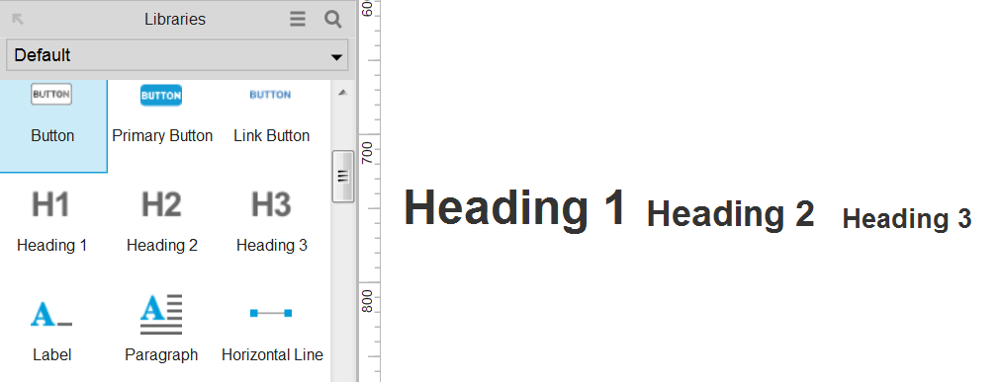 Libraries
Default
BUTTON BUTTON BUTTON
Button Primary Button Link Button
H1 H2 H3
Heading 1 Heading 2 Heading 3
A A
Label Paragraph Horizontal Line
700
800
Heading 1 Heading 2 Heading 3